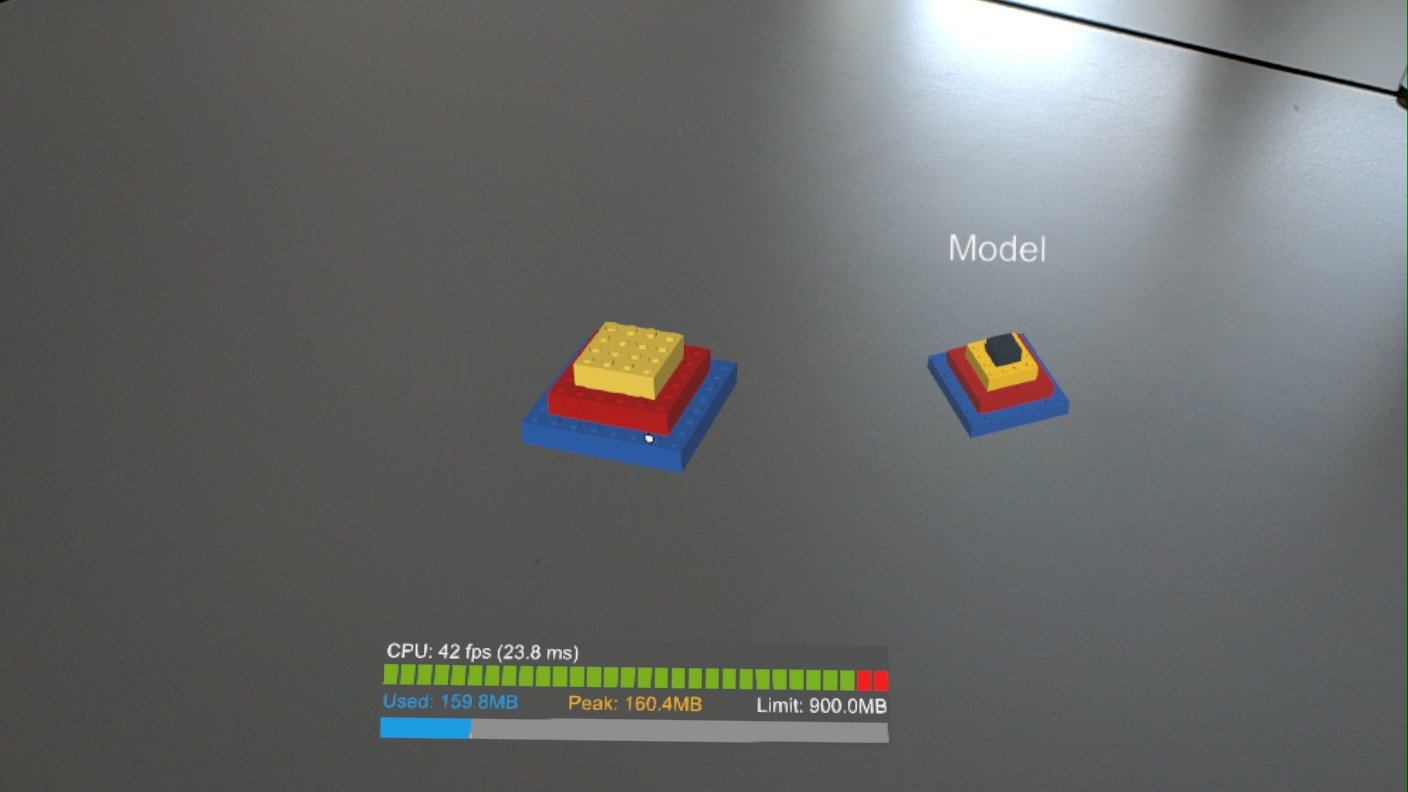 Model
CPU: 42 fps (23.8 ms)
Used: 159.8MB Peak: 160.4MB Limit: 900.0MB